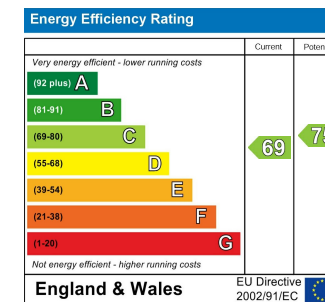 Energy Efficiency Rating
Current
Very energy efficient - lower running costs
(92 plus) A
(81-91) B
(69-80) C
(55-68) D
(39-54) E
(21-38) F
(1-20) G
69
Not energy efficient - higher running costs
England & Wales
EU Directive
2002/91/EC